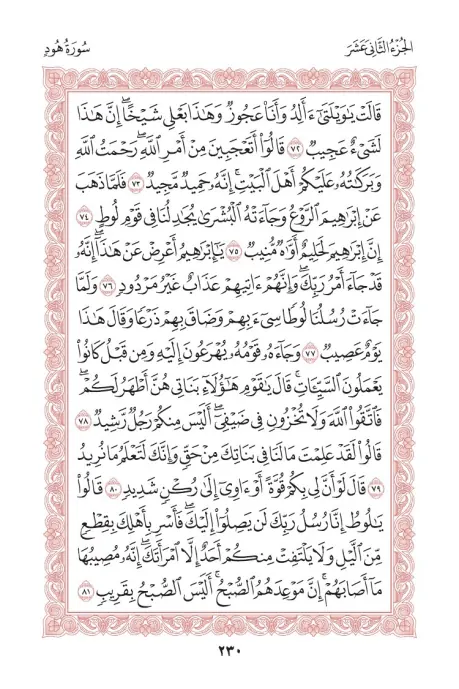 الجُزْءُ الثَّانِي عَشَرَ
سُورَةُ هُودٍ
قَالَتْ يَٰوَيْلَتَىٰٓ ءَأَلِدُ وَأَنَا۠ عَجُوزٌ وَهَٰذَا بَعْلِي شَيْخًاۖ إِنَّ هَٰذَا
لَشَيْءٌ عَجِيبٌ ٧٢ قَالُوٓا۟ أَتَعْجَبِينَ مِنْ أَمْرِ ٱللَّهِۖ رَحْمَتُ ٱللَّهِ
وَبَرَكَٰتُهُۥ عَلَيْكُمْ أَهْلَ ٱلْبَيْتِۚ إِنَّهُۥ حَمِيدٌ مَّجِيدٌ ٧٣ فَلَمَّا ذَهَبَ
عَنْ إِبْرَٰهِيمَ ٱلرَّوْعُ وَجَآءَتْهُ ٱلْبُشْرَىٰ يُجَٰدِلُنَا فِي قَوْمِ لُوطٍ ٧٤
إِنَّ إِبْرَٰهِيمَ لَحَلِيمٌ أَوَّٰهٌ مُّنِيبٌ ٧٥ يَٰٓإِبْرَٰهِيمُ أَعْرِضْ عَنْ هَٰذَآۖ إِنَّهُۥ
قَدْ جَآءَ أَمْرُ رَبِّكَۖ وَإِنَّهُمْ ءَاتِيهِمْ عَذَابٌ غَيْرُ مَرْدُودٍ ٧٦ وَلَمَّا
جَآءَتْ رُسُلُنَا لُوطًا سِيٓءَ بِهِمْ وَضَاقَ بِهِمْ ذَرْعًا وَقَالَ هَٰذَا
يَوْمٌ عَصِيبٌ ٧٧ وَجَآءَهُۥ قَوْمُهُۥ يُهْرَعُونَ إِلَيْهِ وَمِن قَبْلُ كَانُوا۟
يَعْمَلُونَ ٱلسَّيِّـَٔاتِۚ قَالَ يَٰقَوْمِ هَٰٓؤُلَآءِ بَنَاتِي هُنَّ أَطْهَرُ لَكُمْۖ
فَٱتَّقُوا۟ ٱللَّهَ وَلَا تُخْزُونِ فِي ضَيْفِيٓۖ أَلَيْسَ مِنكُمْ رَجُلٌ رَّشِيدٌ ٧٨
قَالُوا۟ لَقَدْ عَلِمْتَ مَا لَنَا فِي بَنَاتِكَ مِنْ حَقٍّ وَإِنَّكَ لَتَعْلَمُ مَا نُرِيدُ
٧٩ قَالَ لَوْ أَنَّ لِي بِكُمْ قُوَّةً أَوْ ءَاوِيٓ إِلَىٰ رُكْنٍ شَدِيدٍ ٨٠ قَالُوا۟
يَٰلُوطُ إِنَّا رُسُلُ رَبِّكَ لَن يَصِلُوٓا۟ إِلَيْكَۖ فَأَسْرِ بِأَهْلِكَ بِقِطْعٍ
مِّنَ ٱلَّيْلِ وَلَا يَلْتَفِتْ مِنكُمْ أَحَدٌ إِلَّا ٱمْرَأَتَكَۖ إِنَّهُۥ مُصِيبُهَا
مَآ أَصَابَهُمْۚ إِنَّ مَوْعِدَهُمُ ٱلصُّبْحُۚ أَلَيْسَ ٱلصُّبْحُ بِقَرِيبٍ ٨١
٢٣٠